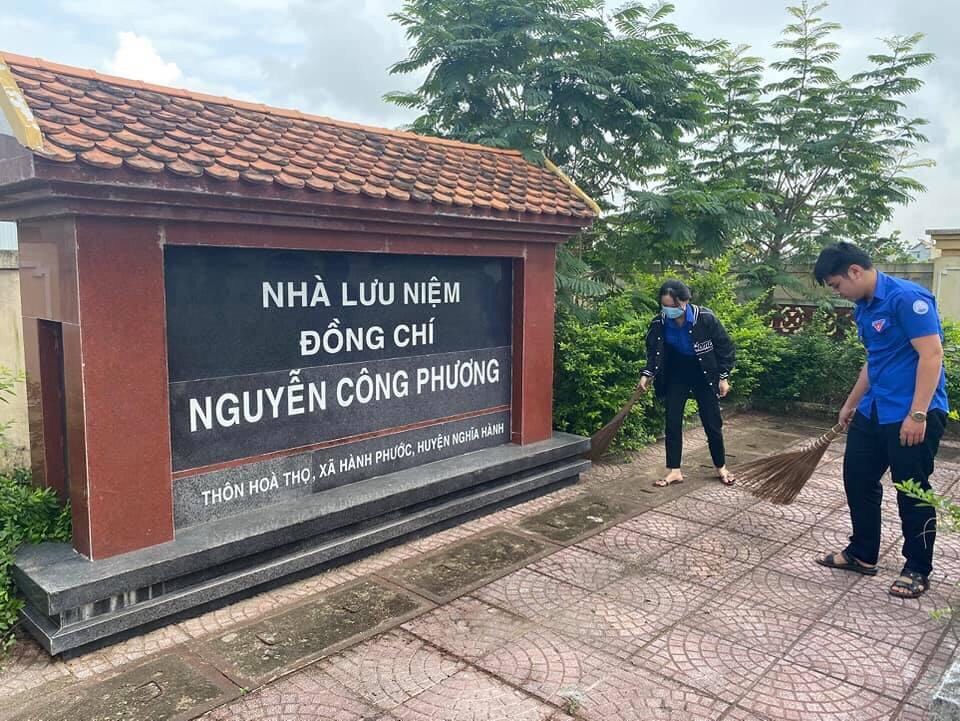 NHÀ LƯU NIỆM
ĐỒNG CHÍ
NGUYỄN CÔNG PHƯƠNG
THÔN HOÀ THỌ, XÃ HÀNH PHƯỚC, HUYỆN NGHĨA HÀNH